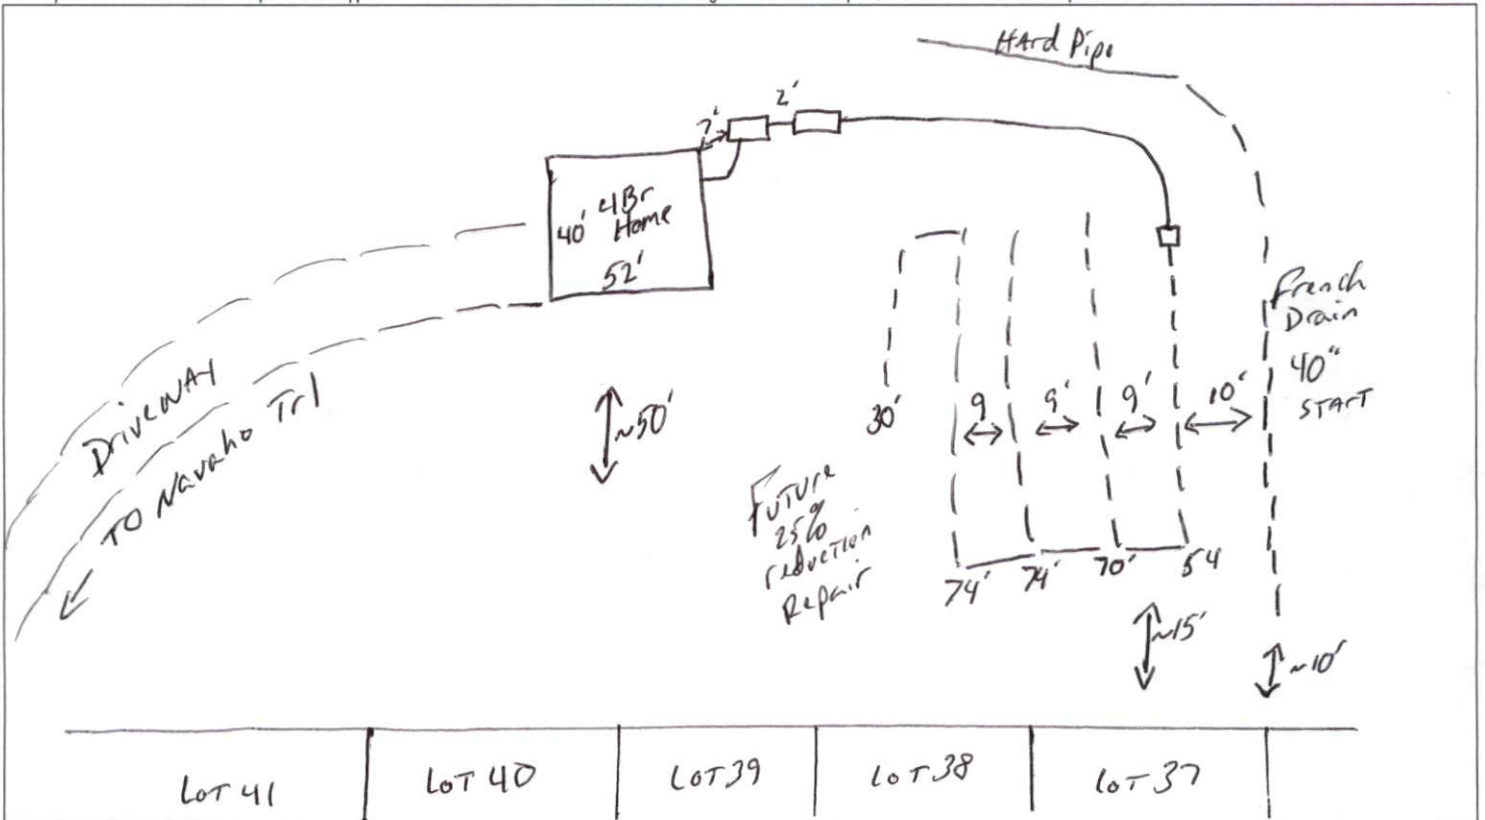 Hard Pipe
2'
7'
4Br
40' Home
52'
French
Drain
40"
START
10'
9'
9'
9
30'
~50'
Driveway
TO Navaho Trl
Future
25%
reduction
Repair
74'
74'
70'
54
~15'
~10'
LOT 41
LOT 40
LOT 39
LOT 38
LOT 37